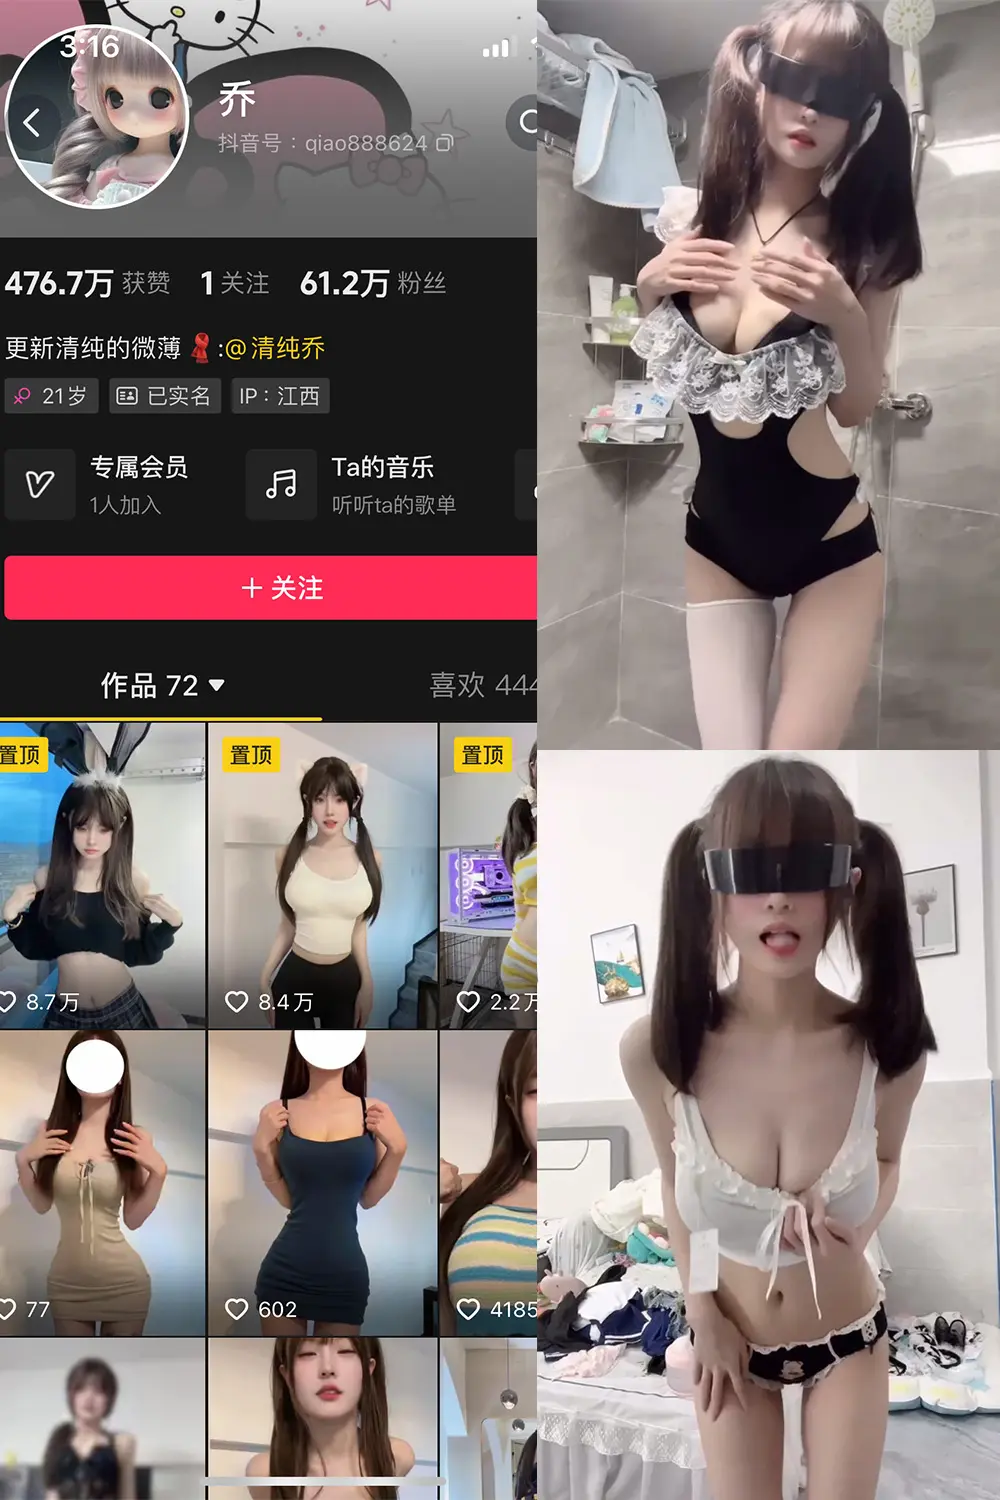 3:16
乔
抖音号：qiao888624
476.7万 获赞 1 关注 61.2万 粉丝
更新清纯的微薄 :@清纯乔
21岁 已实名 IP：江西
专属会员 Ta的音乐
1人加入 听听ta的歌单
+ 关注
作品 72 喜欢 444
置顶 置顶 置顶
8.7万 8.4万 2.2万
77 602 4185